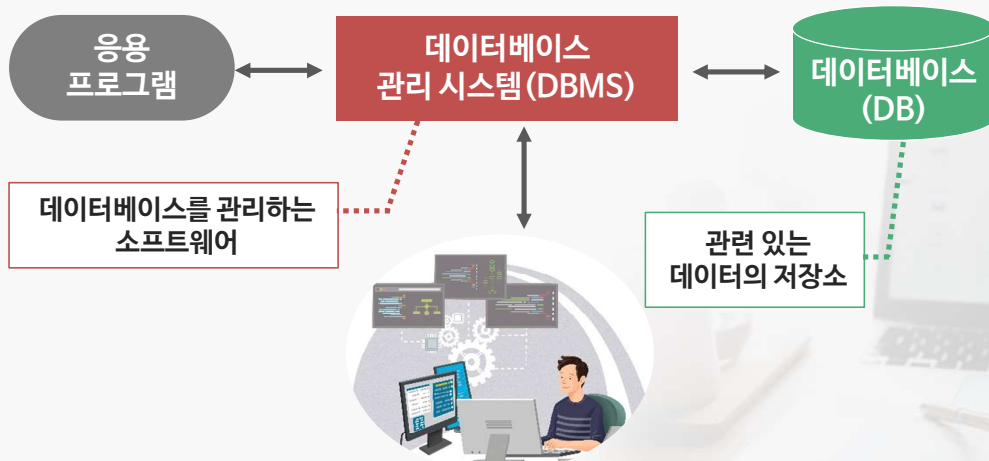 응용
프로그램
데이터베이스
관리 시스템(DBMS)
데이터베이스
(DB)
데이터베이스를 관리하는
소프트웨어
관련 있는
데이터의 저장소